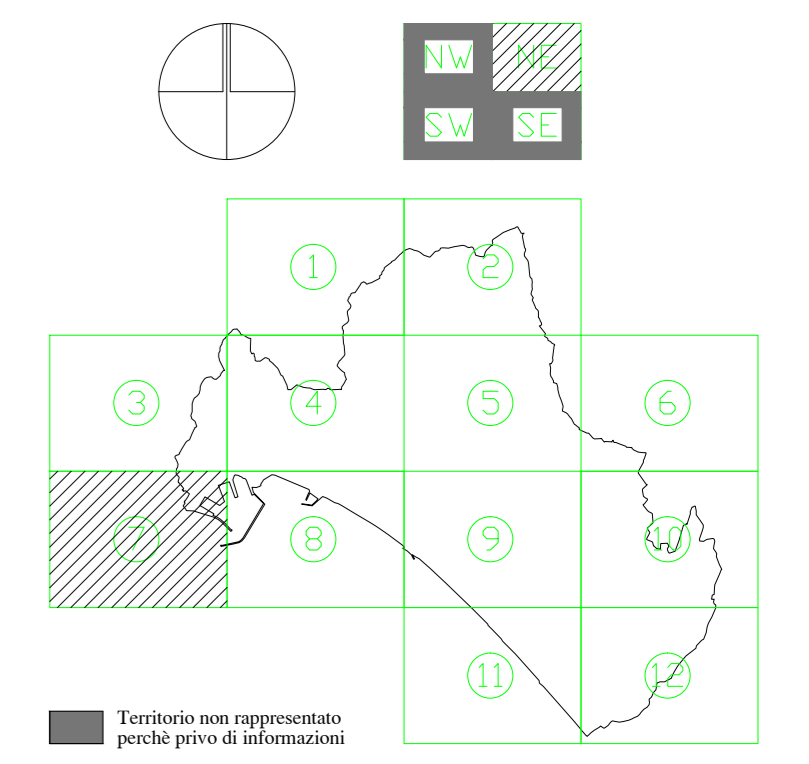 NW NE
SW SE
1 2
3 4 5 6
7 8 9 10
11 12
Territorio non rappresentato
perchè privo di informazioni